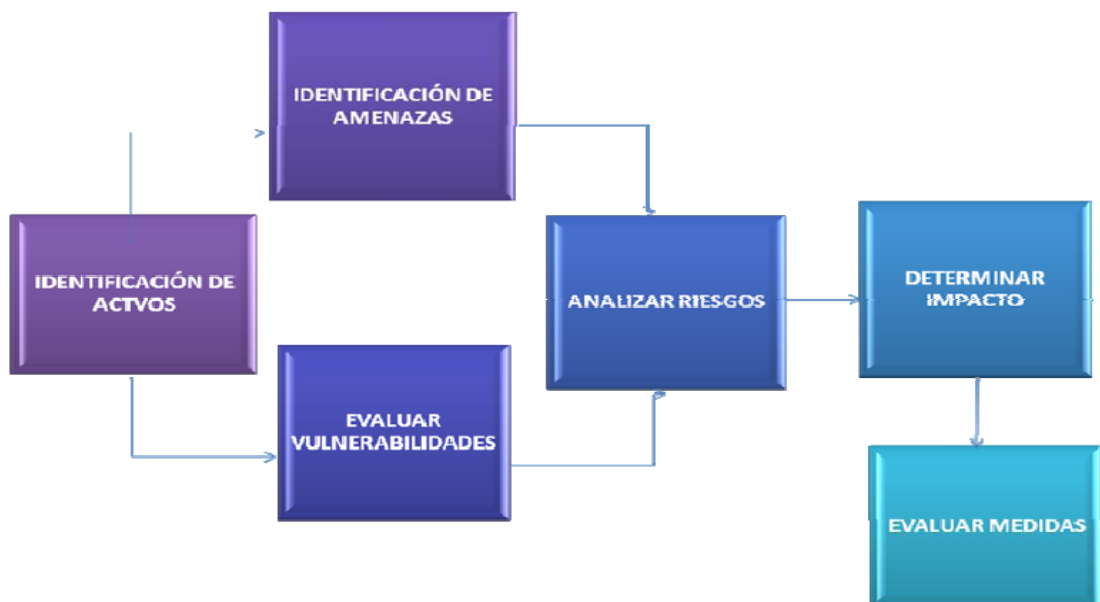 IDENTIFICACIÓN DE
AMENAZAS
IDENTIFICACIÓN DE
ACTVOS
EVALUAR
VULNERABILIDADES
ANALIZAR RIESGOS
DETERMINAR
IMPACTO
EVALUAR MEDIDAS